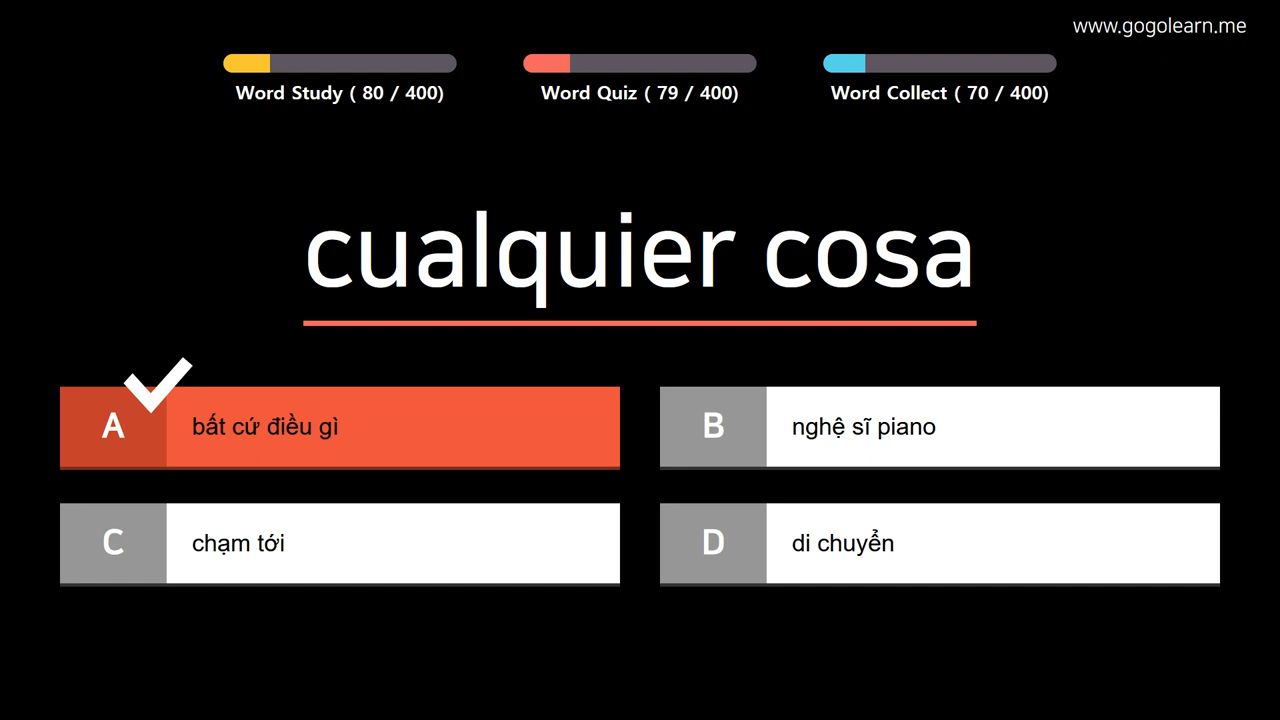 www.gogolearn.me
Word Study ( 80 / 400)
Word Quiz ( 79 / 400)
Word Collect ( 70 / 400)
cualquier cosa
A
bất cứ điều gì
B
nghệ sĩ piano
C
chạm tới
D
di chuyển